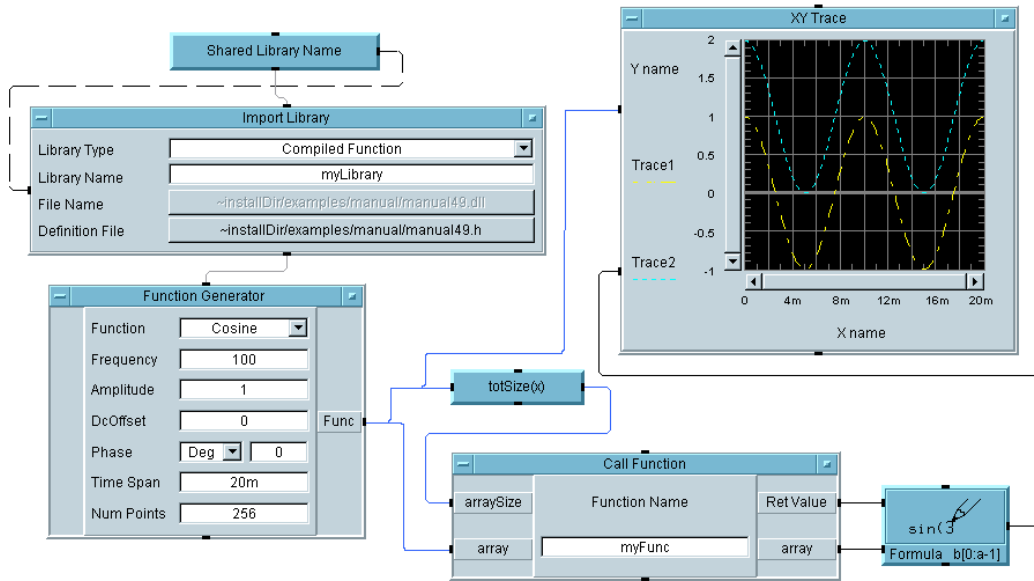 Shared Library Name
Import Library
Library Type
Compiled Function
Library Name
myLibrary
File Name
~installDir/examples/manual/manual49.dll
Definition File
~installDir/examples/manual/manual49.h
Function Generator
Function
Cosine
Frequency
100
Amplitude
1
DcOffset
0
Func
Phase
Deg
0
Time Span
20m
Num Points
256
XY Trace
Y name
Trace1
Trace2
2
1.5
1
0.5
0
-0.5
-1
0 4m 8m 12m 16m 20m
X name
totSize(x)
Call Function
arraySize
Function Name
Ret Value
array
myFunc
array
sin(3
Formula b[0:a-1]